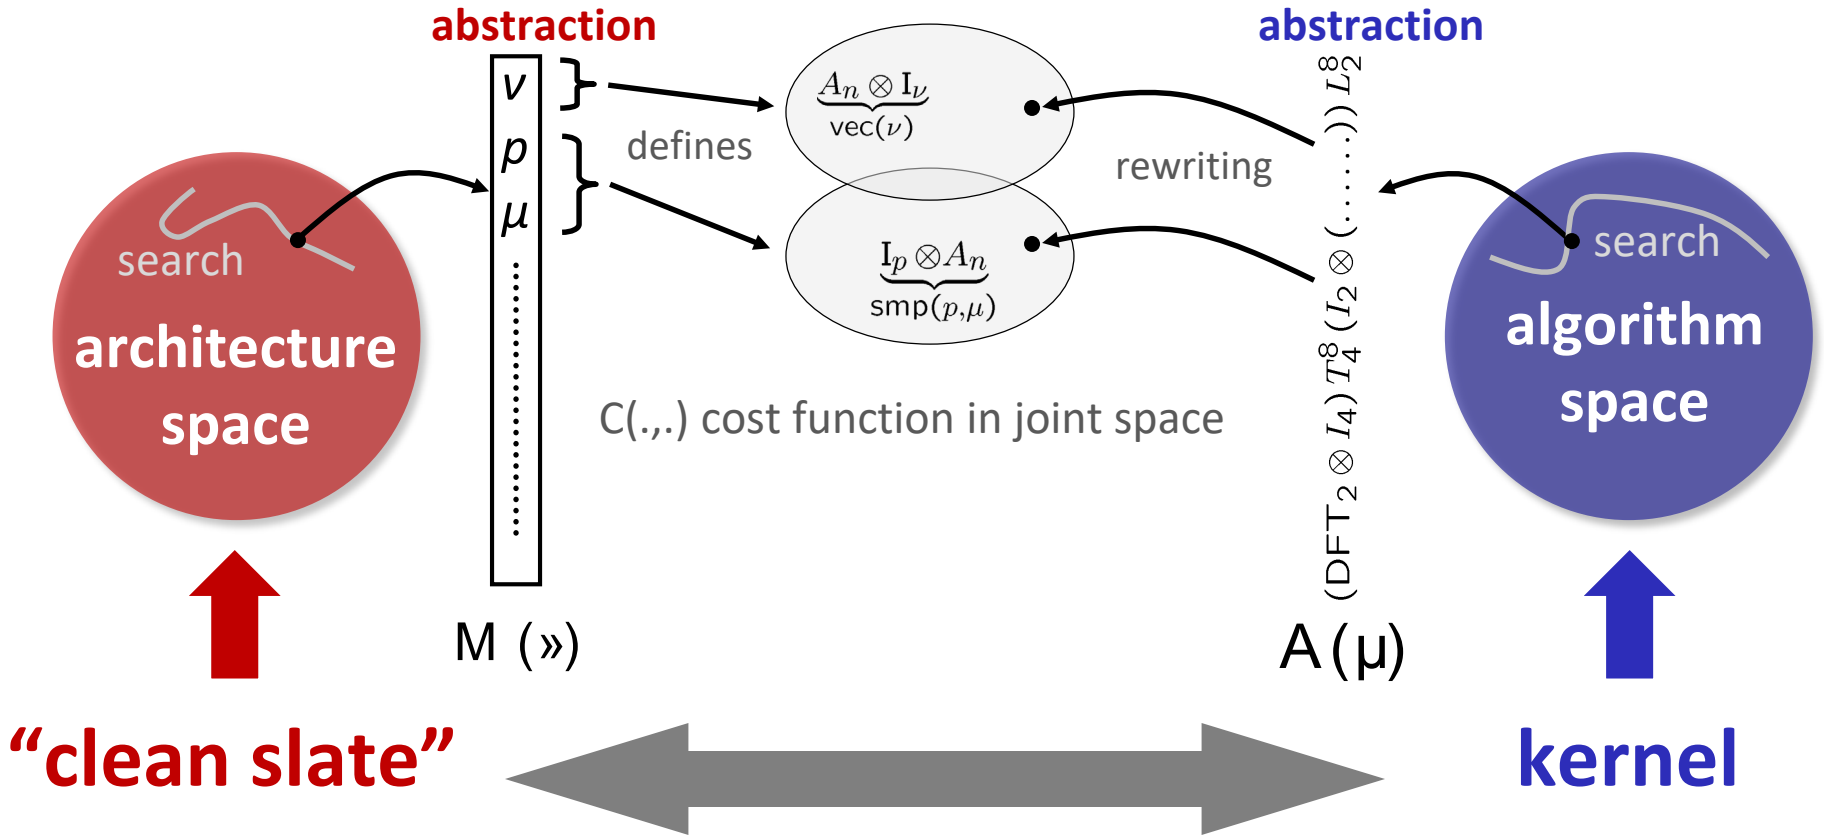 abstraction
abstraction
ν
p
μ
A_n ⊗ I_ν
vec(ν)
defines
I_p ⊗ A_n
smp(p,μ)
rewriting
(DFT_2 ⊗ I_4) T_4^8 (I_2 ⊗ (......)) L_2^8
search
architecture
space
search
algorithm
space
C(.,.) cost function in joint space
M (»)
A (μ)
“clean slate”
kernel